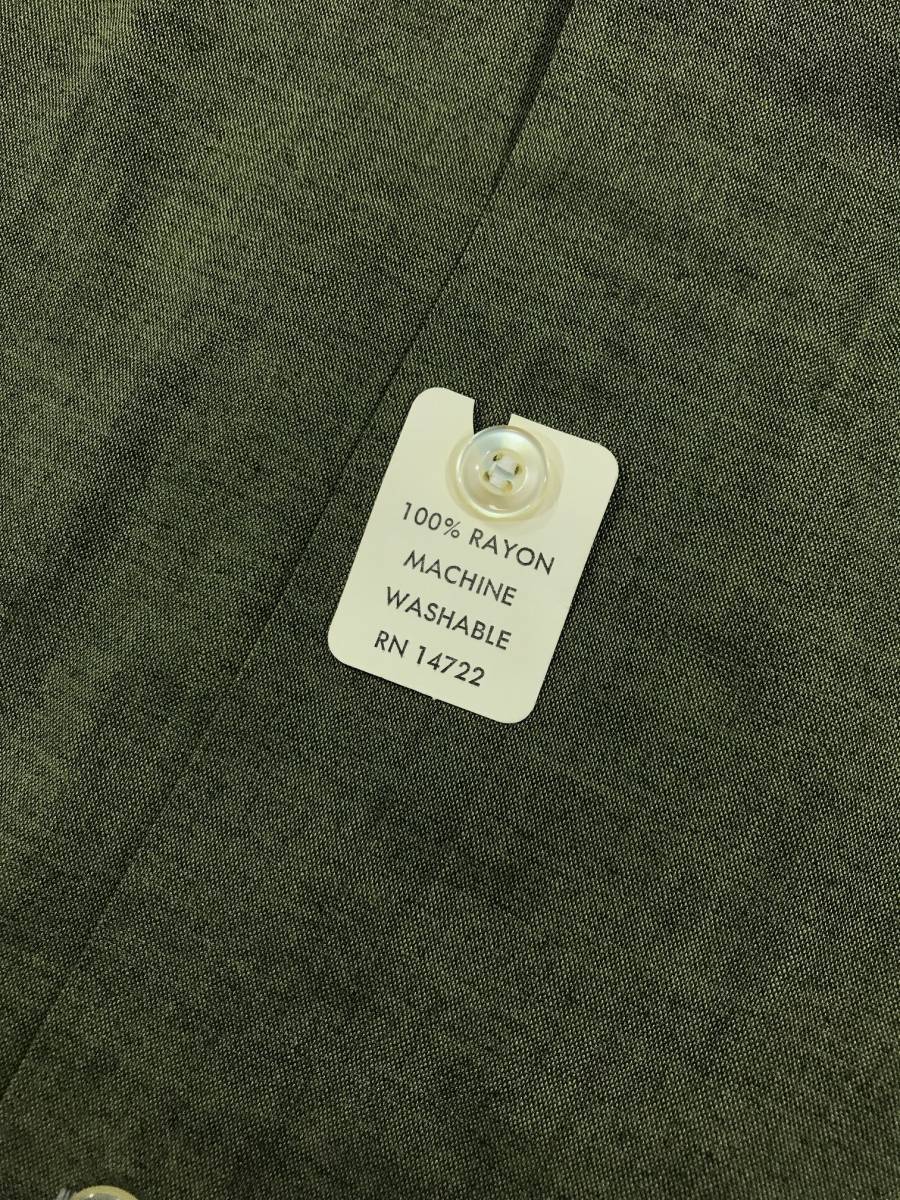 100% RAYON
MACHINE
WASHABLE
RN 14722